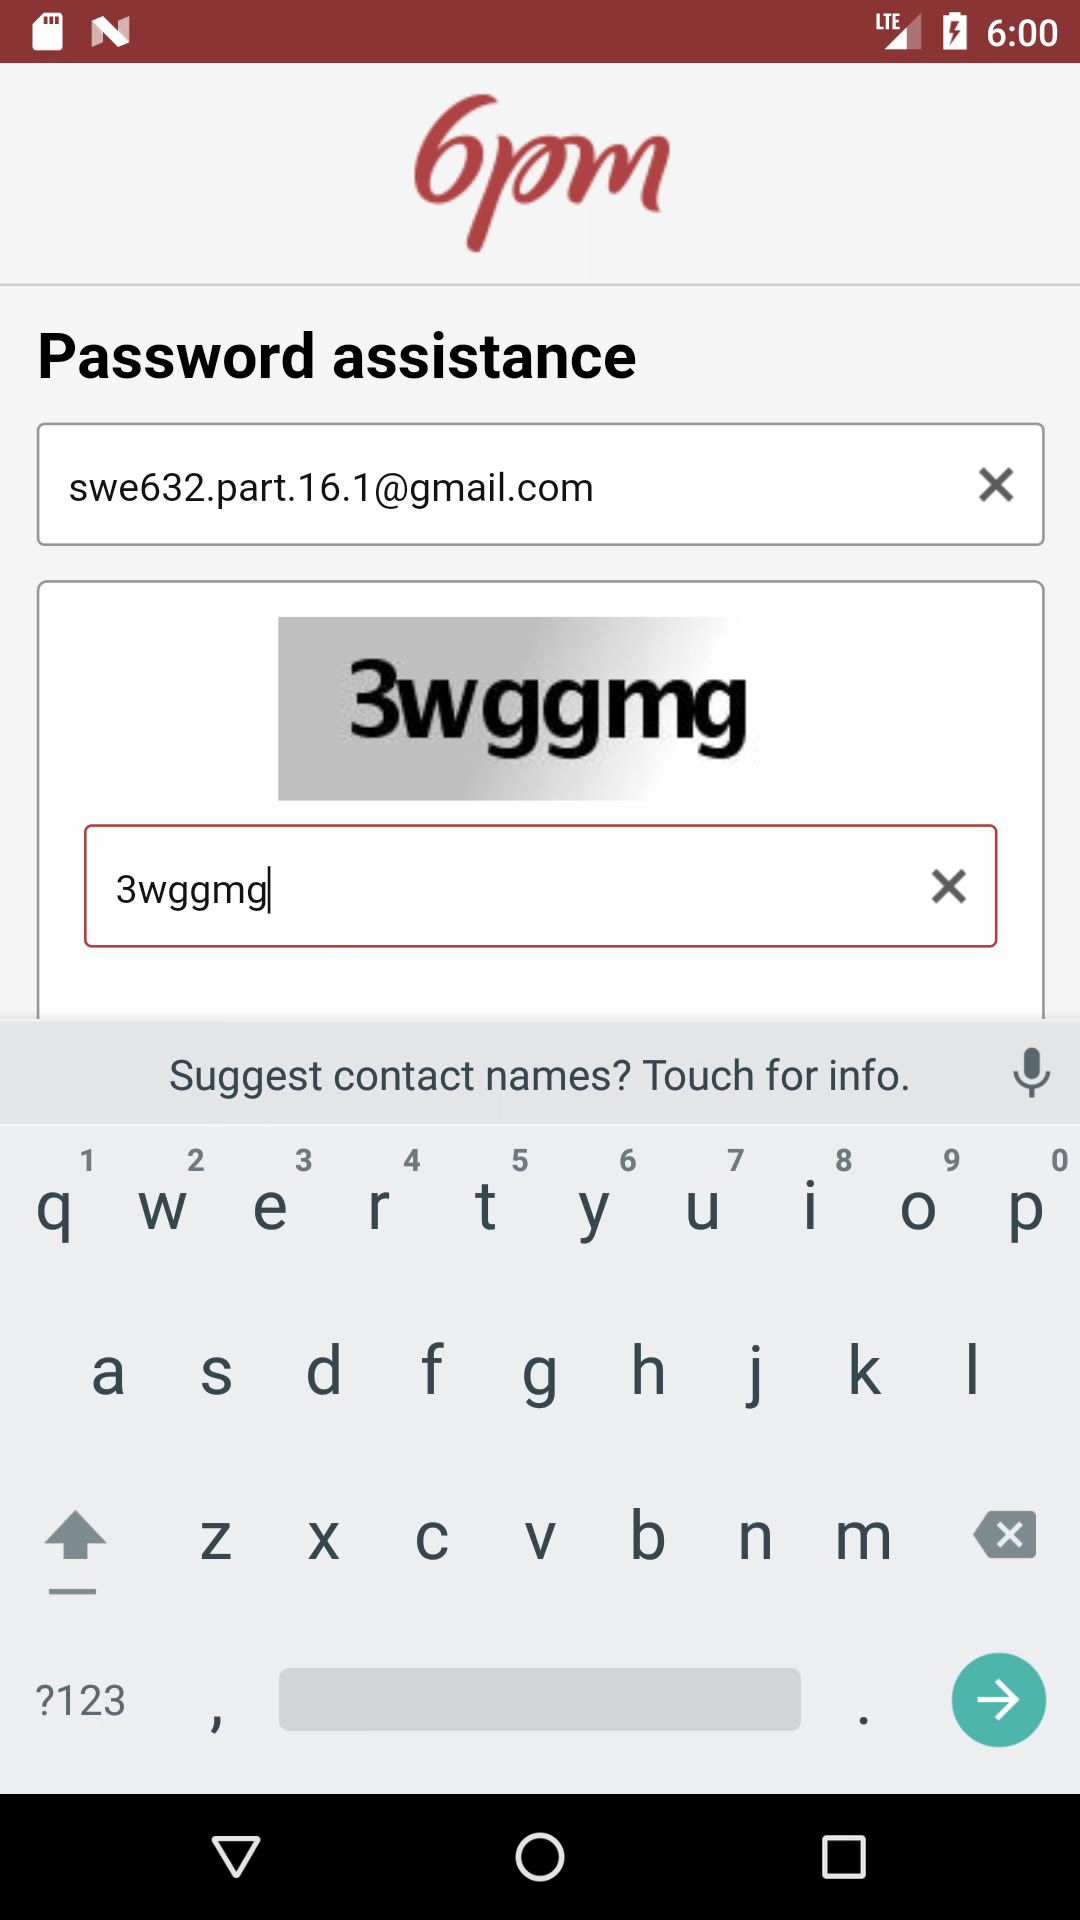 LTE 6:00
6pm
Password assistance
swe632.part.16.1@gmail.com
3wggmg
3wggmg
Suggest contact names? Touch for info.
1 2 3 4 5 6 7 8 9 0
q w e r t y u i o p
a s d f g h j k l
z x c v b n m
?123 , .